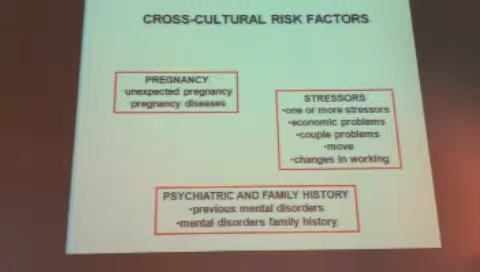 CROSS-CULTURAL RISK FACTORS
PREGNANCY
unexpected pregnancy
pregnancy diseases
STRESSORS
•one or more stressors
•economic problems
•couple problems
•move
•changes in working
PSYCHIATRIC AND FAMILY HISTORY
•previous mental disorders
•mental disorders family history